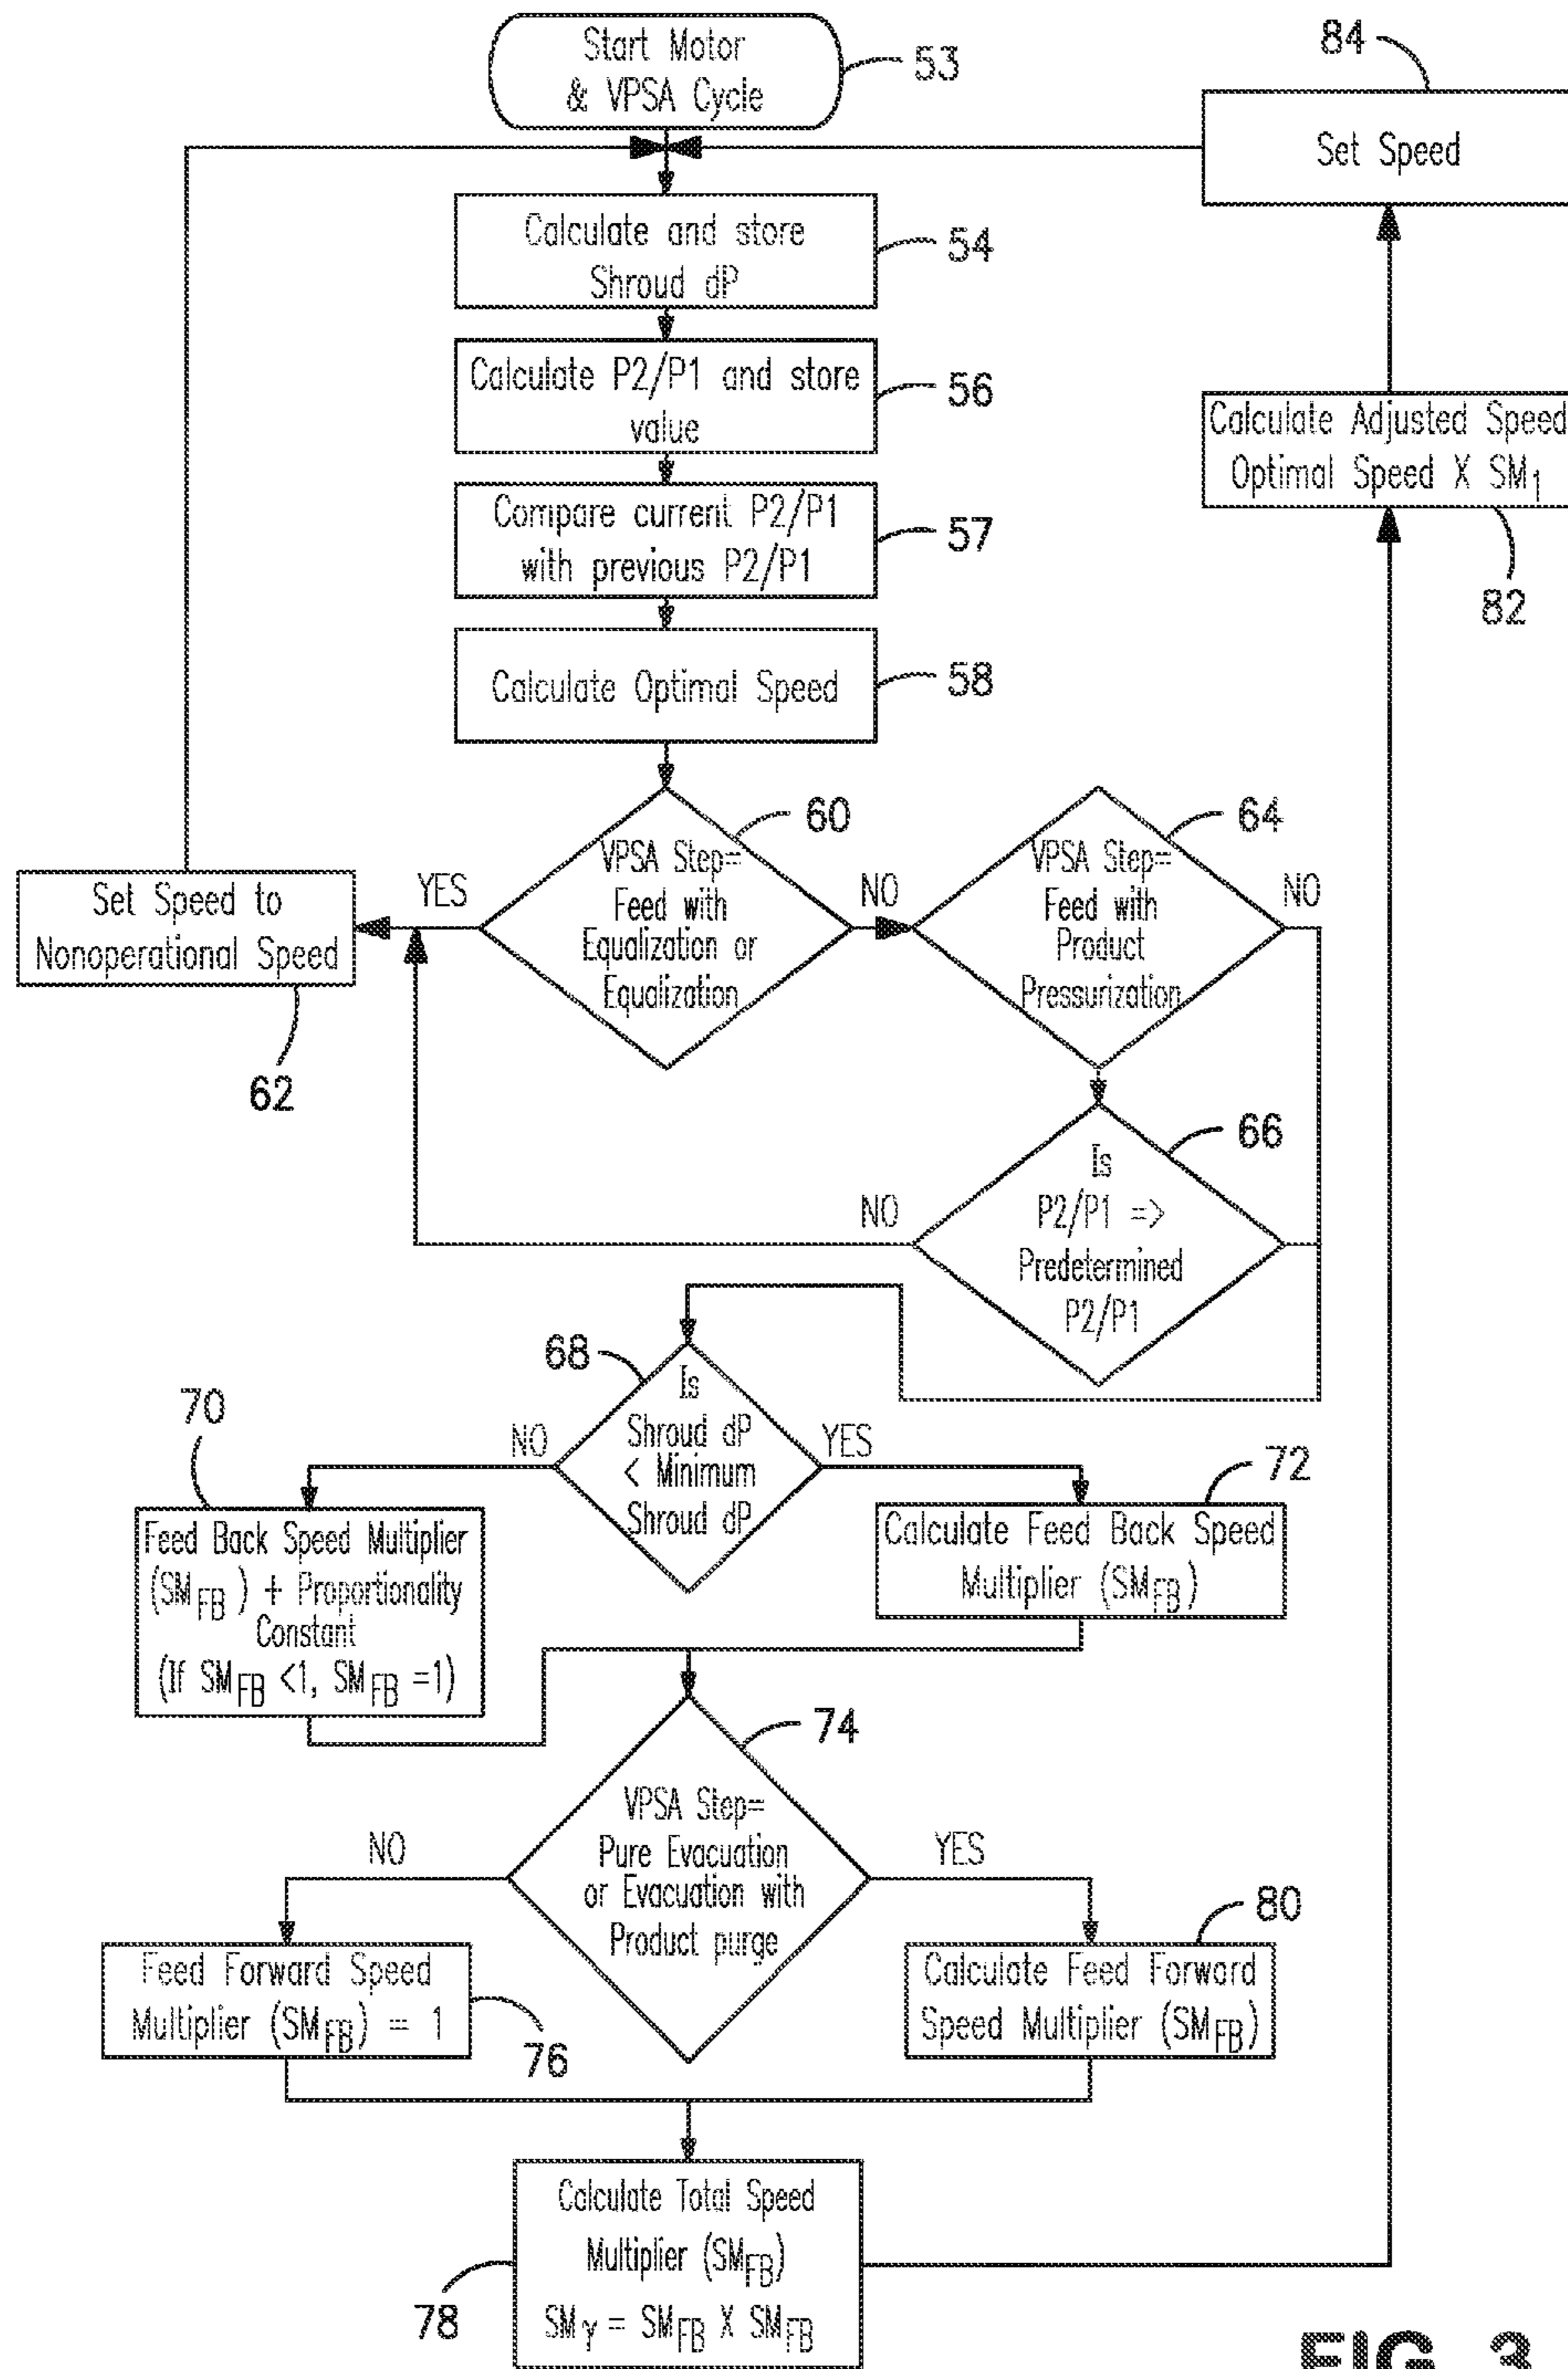 Start Motor
& VPSA Cycle
53
84
Set Speed
Calculate and store
Shroud dP
54
Calculate P2/P1 and store
value
56
Calculate Adjusted Speed
Optimal Speed X SM1
82
Compare current P2/P1
with previous P2/P1
57
Calculate Optimal Speed
58
60
VPSA Step=
Feed with
Equalization or
Equalization
YES
NO
64
VPSA Step=
Feed with
Product
Pressurization
NO
Set Speed to
Nonoperational Speed
62
66
Is
P2/P1 =>
Predetermined
P2/P1
NO
68
Is
Shroud dP
< Minimum
Shroud dP
NO
YES
70
Feed Back Speed Multiplier
(SMFB) + Proportionality
Constant
(If SMFB <1, SMFB =1)
72
Calculate Feed Back Speed
Multiplier (SMFB)
74
VPSA Step=
Pure Evacuation
or Evacuation with
Product purge
NO
YES
Feed Forward Speed
Multiplier (SMFB) = 1
76
80
Calculate Feed Forward
Speed Multiplier (SMFB)
Calculate Total Speed
Multiplier (SMFB)
SMγ = SMFB X SMFB
78
FIG. 3